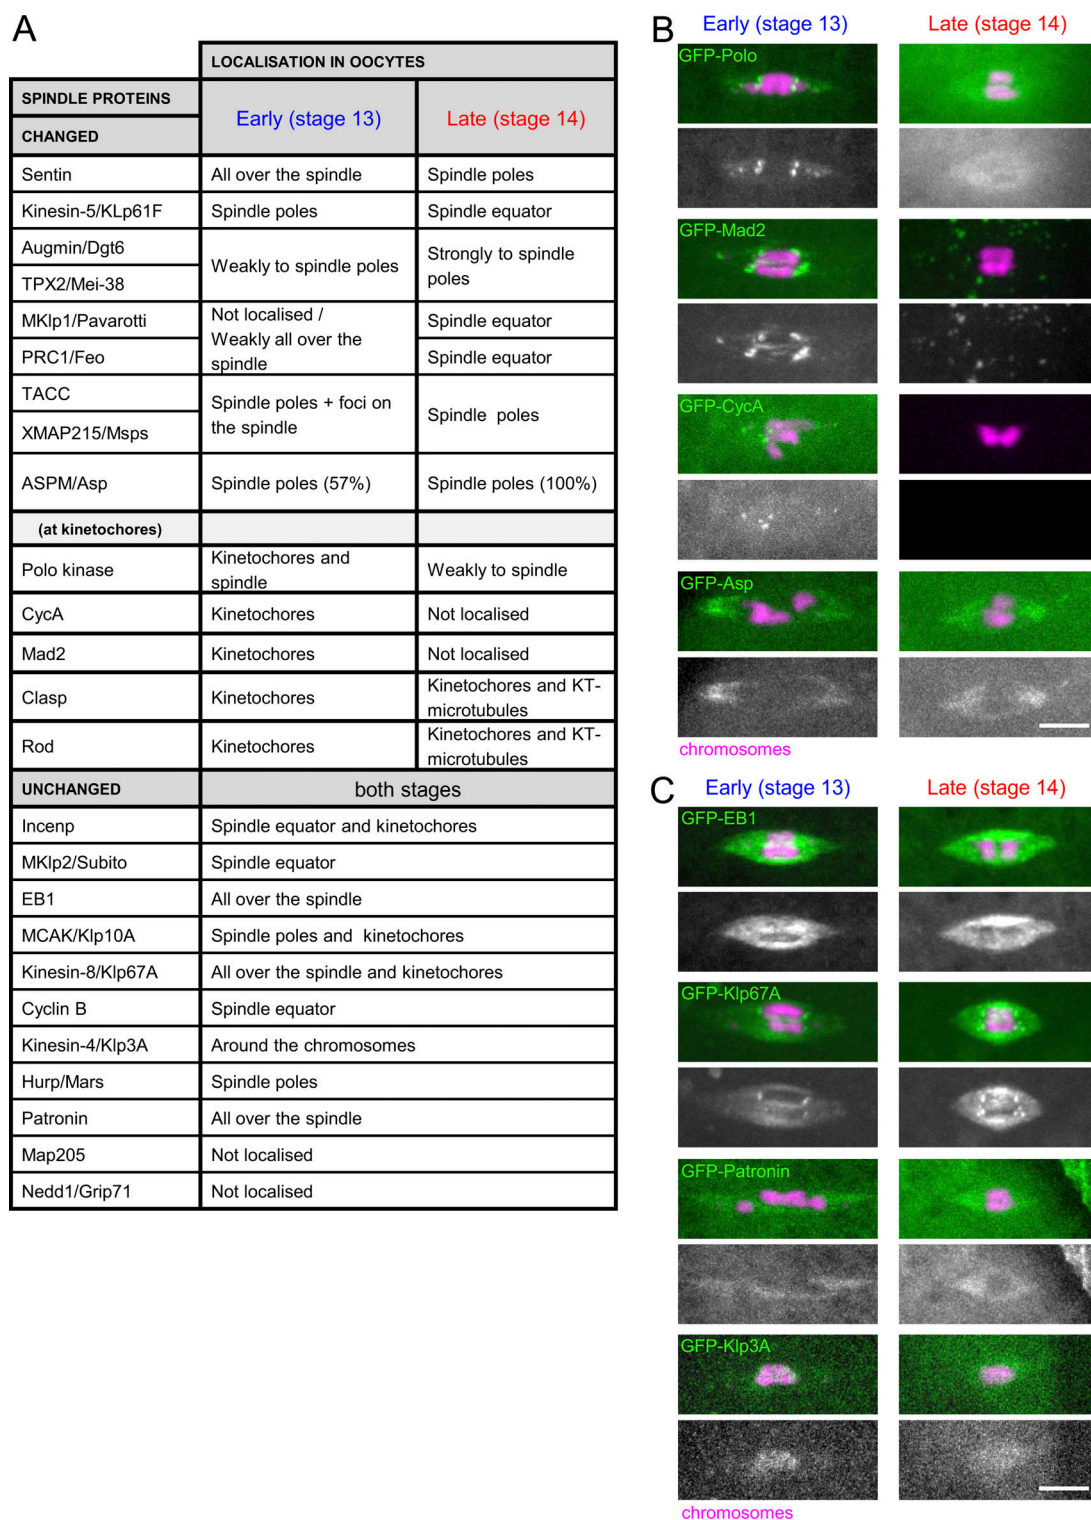 A
LOCALISATION IN OOCYTES
SPINDLE PROTEINS
CHANGED
Early (stage 13)
Late (stage 14)
Sentin
All over the spindle
Spindle poles
Kinesin-5/KLp61F
Spindle poles
Spindle equator
Augmin/Dgt6
TPX2/Mei-38
Weakly to spindle poles
Strongly to spindle
poles
MKlp1/Pavarotti
PRC1/Feo
Not localised /
Weakly all over the
spindle
Spindle equator
Spindle equator
TACC
XMAP215/Msps
Spindle poles + foci on
the spindle
Spindle poles
ASPM/Asp
Spindle poles (57%)
Spindle poles (100%)
(at kinetochores)
Polo kinase
Kinetochores and
spindle
Weakly to spindle
CycA
Kinetochores
Not localised
Mad2
Kinetochores
Not localised
Clasp
Kinetochores
Kinetochores and KT-
microtubules
Rod
Kinetochores
Kinetochores and KT-
microtubules
UNCHANGED
both stages
Incenp
Spindle equator and kinetochores
MKlp2/Subito
Spindle equator
EB1
All over the spindle
MCAK/Klp10A
Spindle poles and kinetochores
Kinesin-8/Klp67A
All over the spindle and kinetochores
Cyclin B
Spindle equator
Kinesin-4/Klp3A
Around the chromosomes
Hurp/Mars
Spindle poles
Patronin
All over the spindle
Map205
Not localised
Nedd1/Grip71
Not localised
B
Early (stage 13)
Late (stage 14)
GFP-Polo
GFP-Mad2
GFP-CycA
GFP-Asp
chromosomes
C
Early (stage 13)
Late (stage 14)
GFP-EB1
GFP-Klp67A
GFP-Patronin
GFP-Klp3A
chromosomes